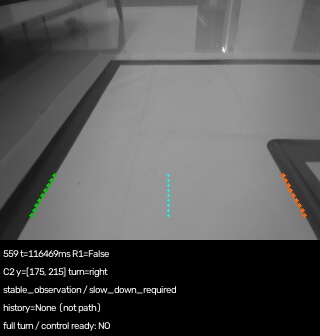 559 t=116469ms R1=False
C2 y=[175, 215] turn=right
stable_observation / slow_down_required
history=None (not path)
full turn / control ready: NO